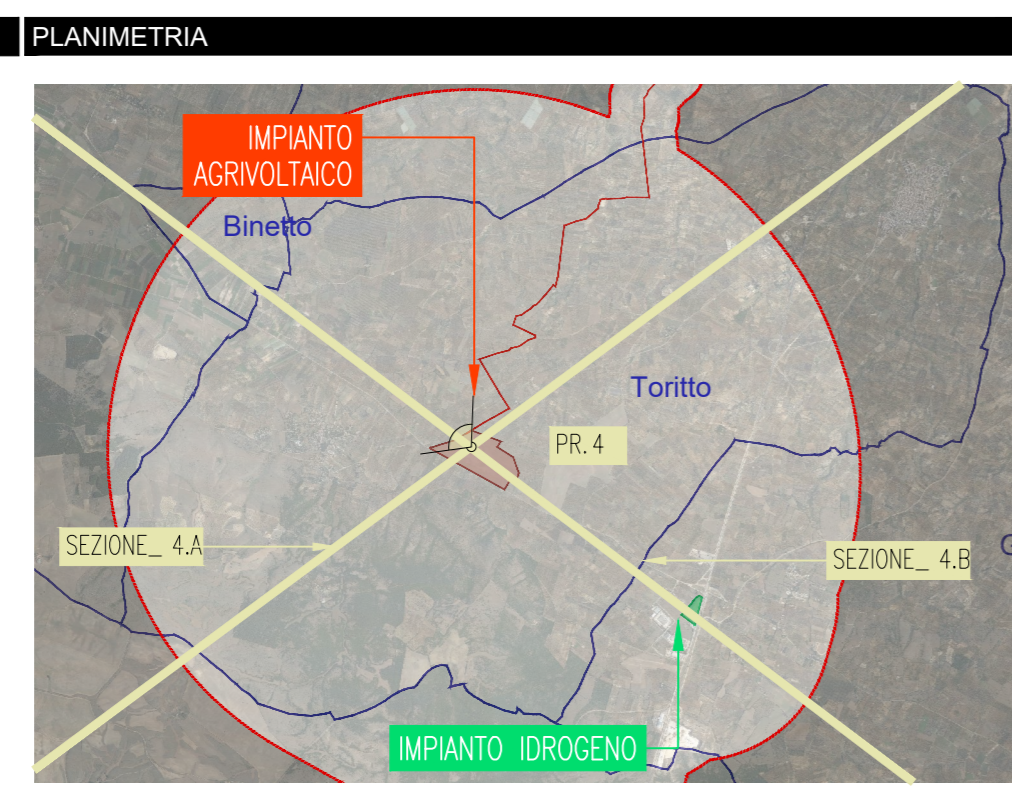 PLANIMETRIA
IMPIANTO
AGRIVOLTAICO
Binetto
Toritto
PR.4
SEZIONE_ 4.A
SEZIONE_ 4.B
G
IMPIANTO IDROGENO